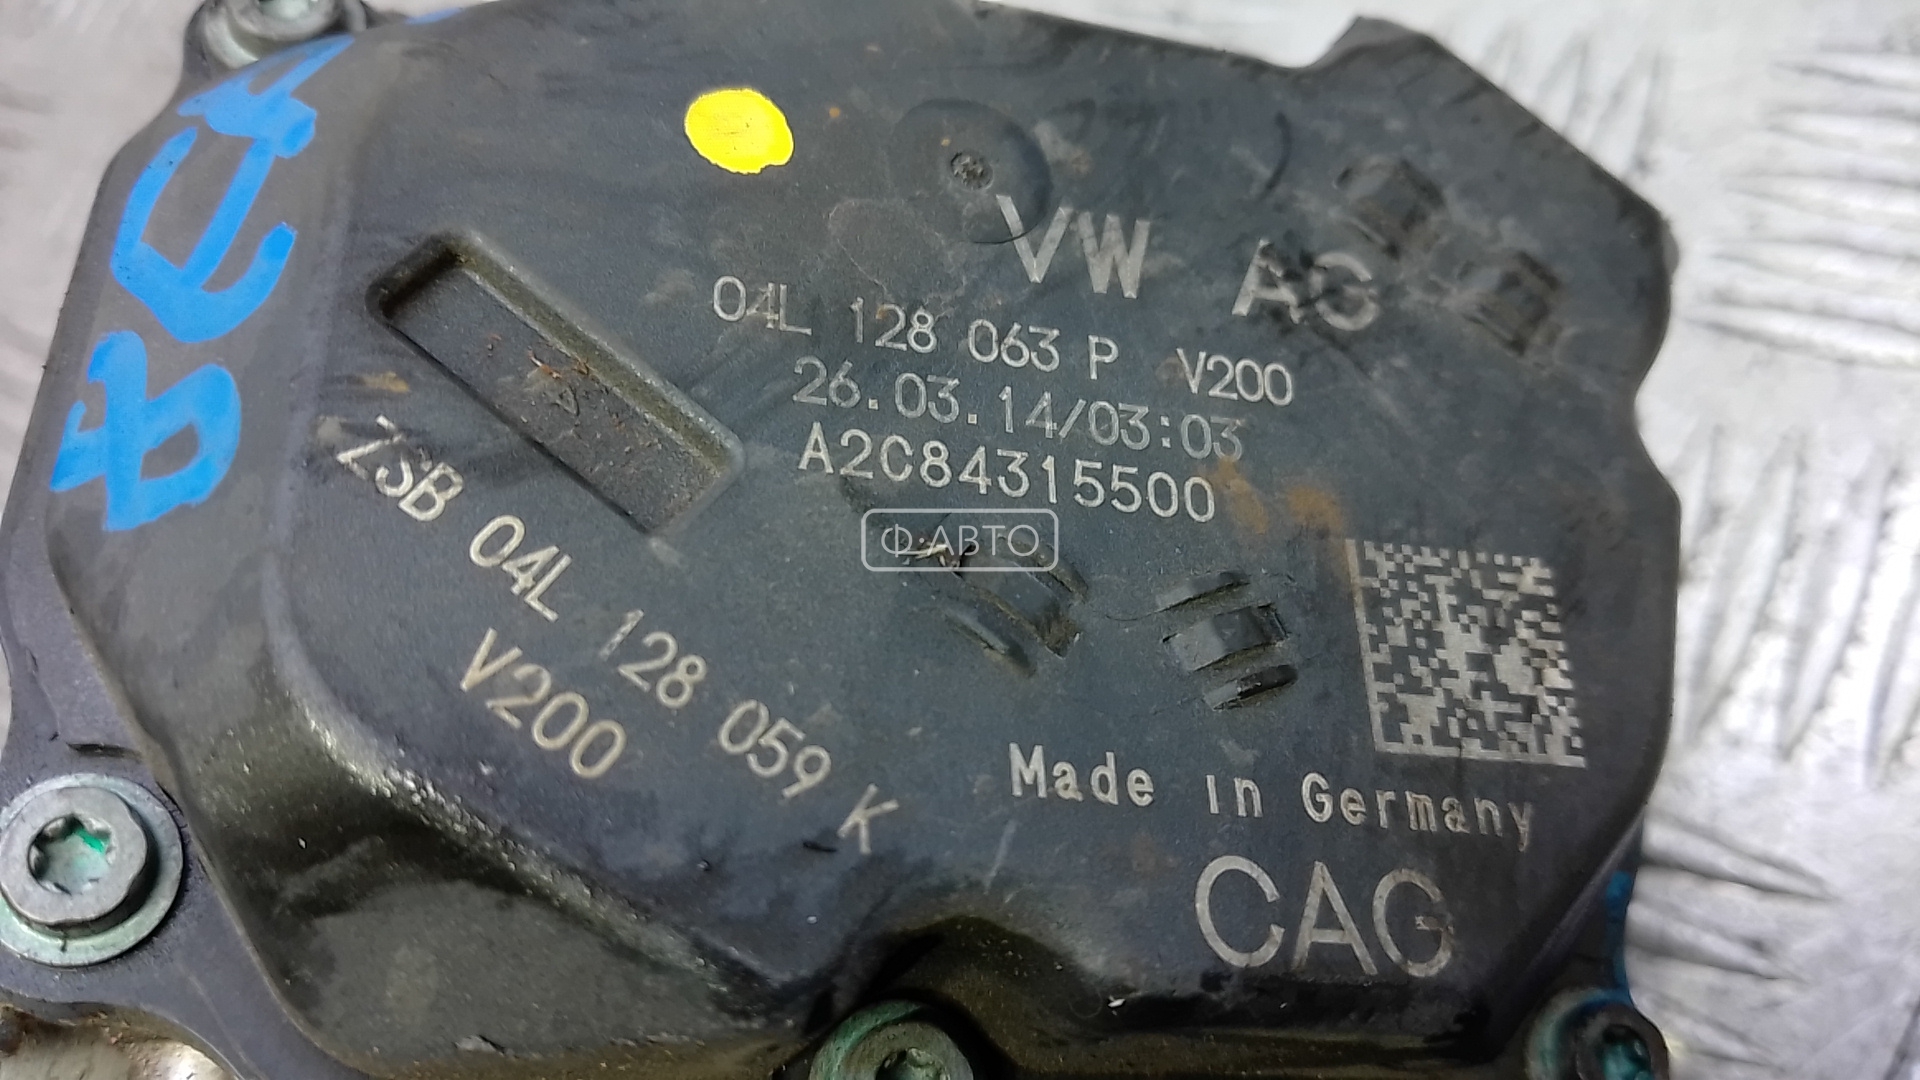 VW AG
04L 128 063 P V200
26.03.14/03:03
A2C84315500
ZSB 04L 128 059 K
V200
Ф АВТО
Made in Germany
CAG